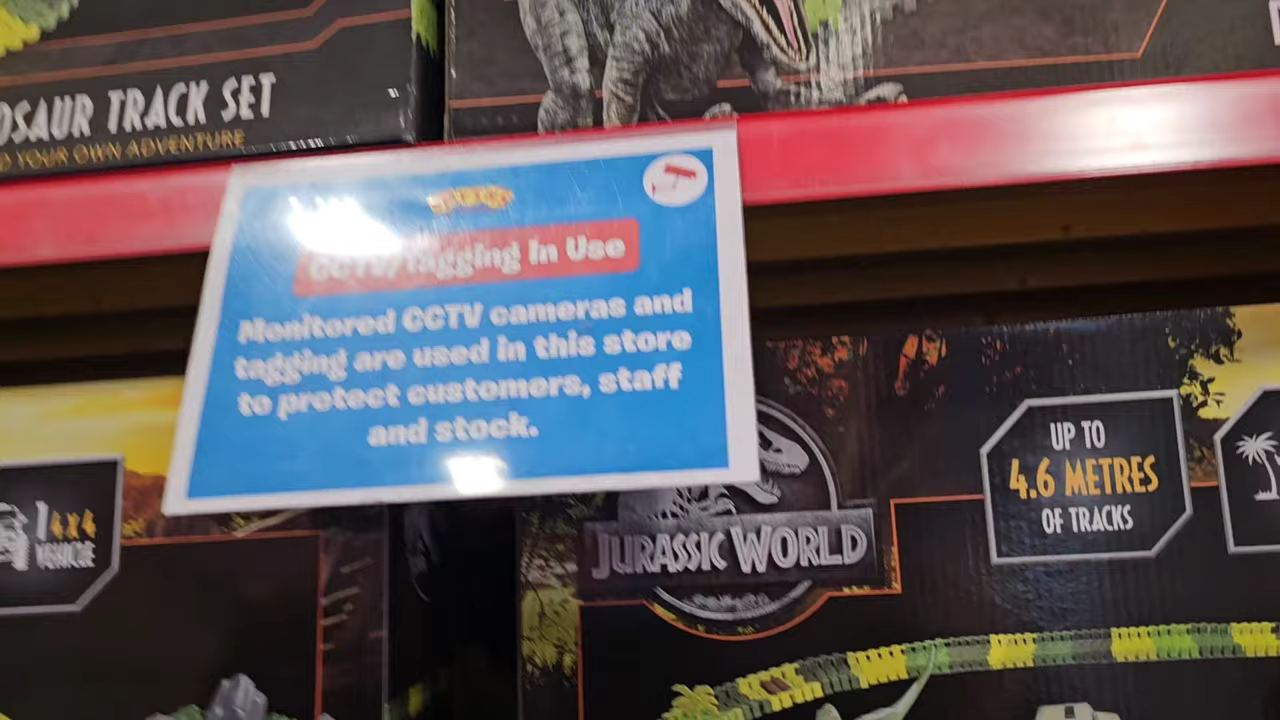 TRACK SET
YOUR OWN ADVENTURE
CCTV/Tagging In Use
Monitored CCTV cameras and
tagging are used in this store
to protect customers, staff
and stock.
1 4x4
VEHICLE
JURASSIC WORLD
UP TO
4.6 METRES
OF TRACKS